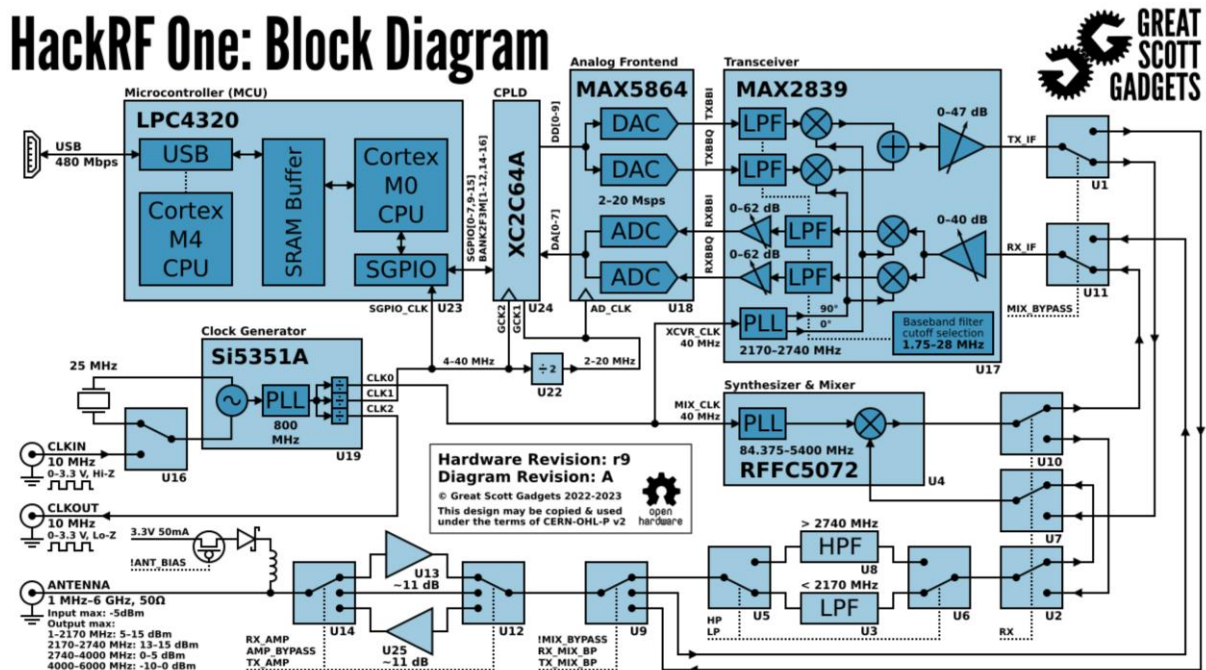 HackRF One: Block Diagram
GREAT
SCOTT
GADGETS
Microcontroller (MCU)
LPC4320
USB
480 Mbps
USB
Cortex
M4
CPU
SRAM Buffer
Cortex
M0
CPU
SGPIO
SGPIO_CLK
U23
SGPIO[0-7,9-15]
BANK2F3M[1-12,14-16]
CPLD
XC2C64A
GCK2
GCK1
U24
DD[0-9]
DA[0-7]
Analog Frontend
MAX5864
DAC
DAC
2–20 Msps
ADC
ADC
AD_CLK
U18
TXBBI
TXBBQ
RXBBI
RXBBQ
Transceiver
MAX2839
LPF
LPF
0–47 dB
0–62 dB
LPF
0–62 dB
LPF
0–40 dB
PLL
90°
0°
2170–2740 MHz
Baseband filter
cutoff selection
1.75–28 MHz
U17
XCVR_CLK
40 MHz
TX_IF
U1
RX_IF
U11
MIX_BYPASS
Clock Generator
Si5351A
25 MHz
PLL
800
MHz
÷
÷
÷
CLK0
CLK1
CLK2
U19
4–40 MHz
÷ 2
U22
2–20 MHz
U16
CLKIN
10 MHz
0–3.3 V, Hi-Z
CLKOUT
10 MHz
0–3.3 V, Lo-Z
Synthesizer & Mixer
MIX_CLK
40 MHz
PLL
84.375–5400 MHz
RFFC5072
U4
U10
U7
Hardware Revision: r9
Diagram Revision: A
© Great Scott Gadgets 2022-2023
This design may be copied & used
under the terms of CERN-OHL-P v2
open
hardware
3.3V 50mA
!ANT_BIAS
ANTENNA
1 MHz–6 GHz, 50Ω
Input max: -5dBm
Output max:
1–2170 MHz: 5–15 dBm
2170–2740 MHz: 13–15 dBm
2740–4000 MHz: 0–5 dBm
4000–6000 MHz: -10–0 dBm
U14
RX_AMP
AMP_BYPASS
TX_AMP
U13
~11 dB
U25
~11 dB
U12
U9
!MIX_BYPASS
RX_MIX_BP
TX_MIX_BP
U5
HP
LP
> 2740 MHz
HPF
U8
< 2170 MHz
LPF
U3
U6
U2
RX